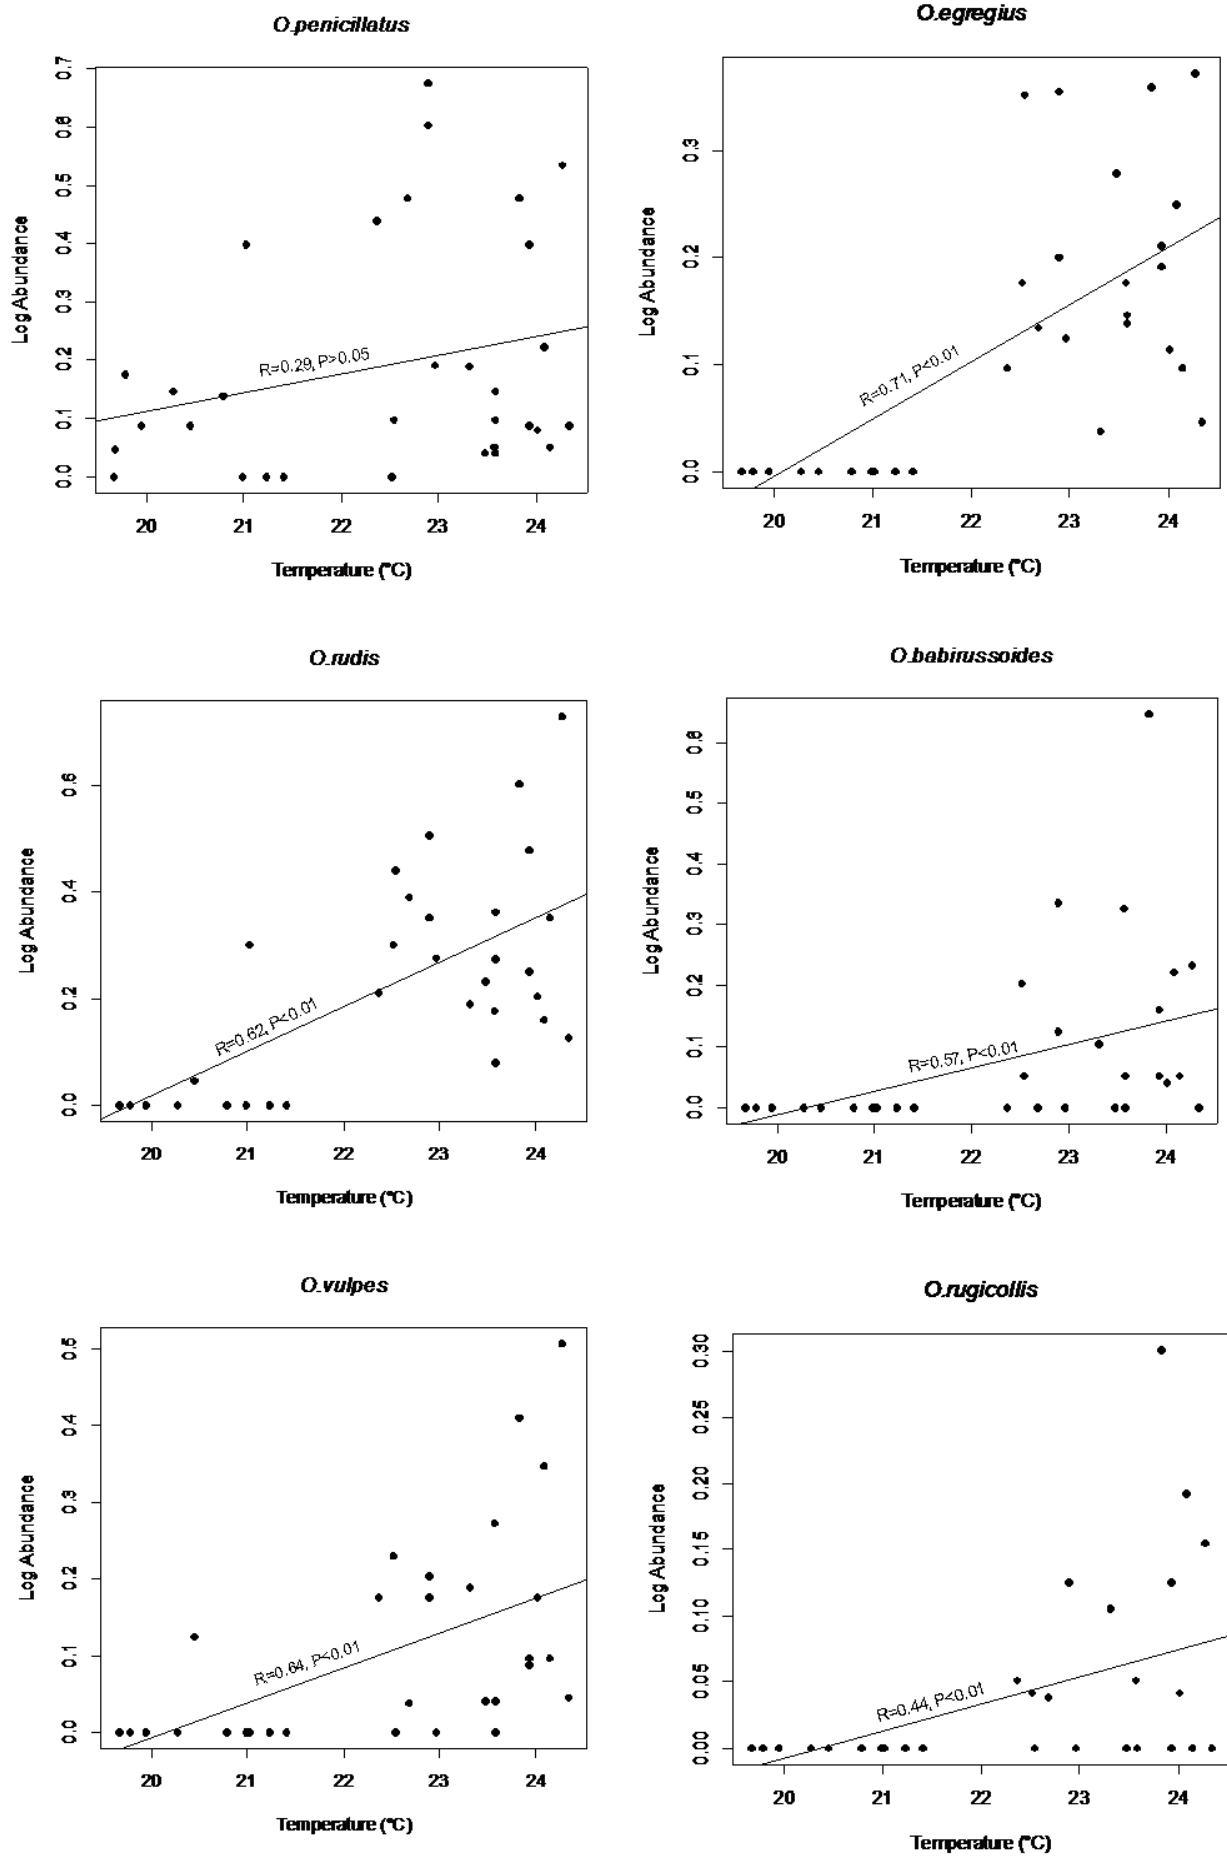 O.penicillatus
0.7
0.6
0.5
0.4
0.3
0.2
0.1
0.0
Log Abundance
R=0.29, P>0.05
20 21 22 23 24
Temperature (°C)
O.egregius
0.3
0.2
0.1
0.0
Log Abundance
R=0.71, P<0.01
20 21 22 23 24
Temperature (°C)
O.rudis
0.6
0.4
0.2
0.0
Log Abundance
R=0.62, P<0.01
20 21 22 23 24
Temperature (°C)
O.babirussoides
0.6
0.5
0.4
0.3
0.2
0.1
0.0
Log Abundance
R=0.57, P<0.01
20 21 22 23 24
Temperature (°C)
O.vulpes
0.5
0.4
0.3
0.2
0.1
0.0
Log Abundance
R=0.64, P<0.01
20 21 22 23 24
Temperature (°C)
O.rugicollis
0.30
0.25
0.20
0.15
0.10
0.05
0.00
Log Abundance
R=0.44, P<0.01
20 21 22 23 24
Temperature (°C)